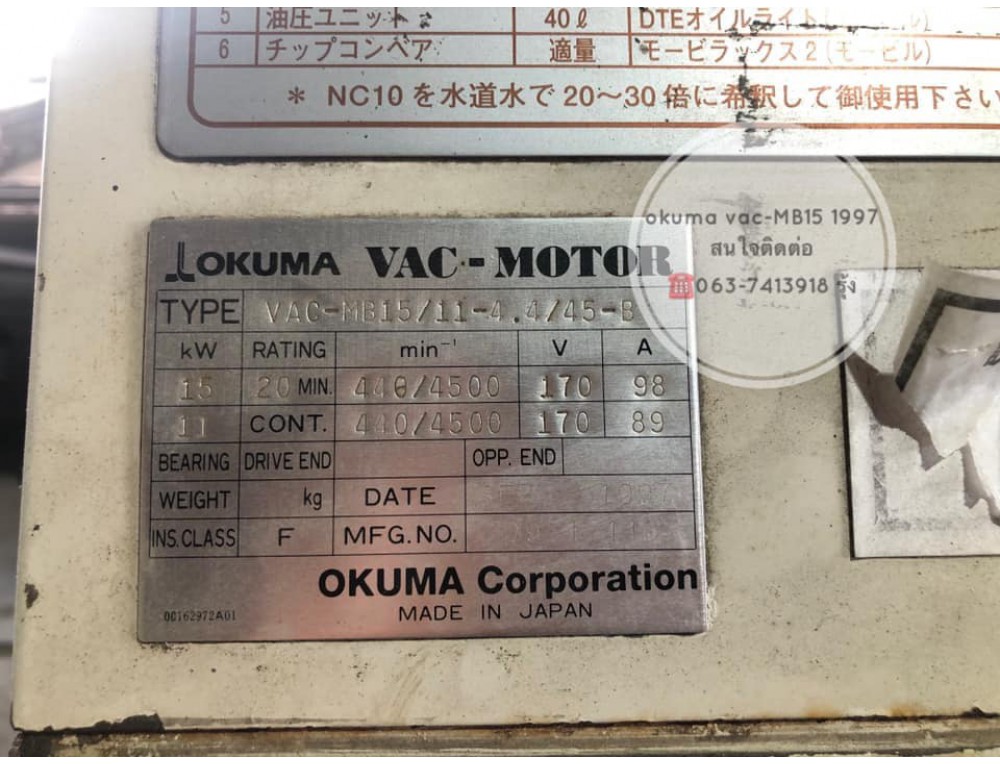 5 油圧ユニット 40ℓ DTEオイルライト
6 チップコンベア 適量 モービラックス2(モービル)
* NC10を水道水で20〜30倍に希釈して御使用下さい
okuma vac-MB15 1997
สนใจติดต่อ
☎063-7413918 รุ้ง
OKUMA VAC-MOTOR
TYPE VAC-MB15/11-4.4/45-B
kW RATING min⁻¹ V A
15 20 MIN. 440/4500 170 98
11 CONT. 440/4500 170 89
BEARING DRIVE END OPP. END
WEIGHT kg DATE 1997
INS. CLASS F MFG. NO.
OKUMA Corporation
00162972A01 MADE IN JAPAN